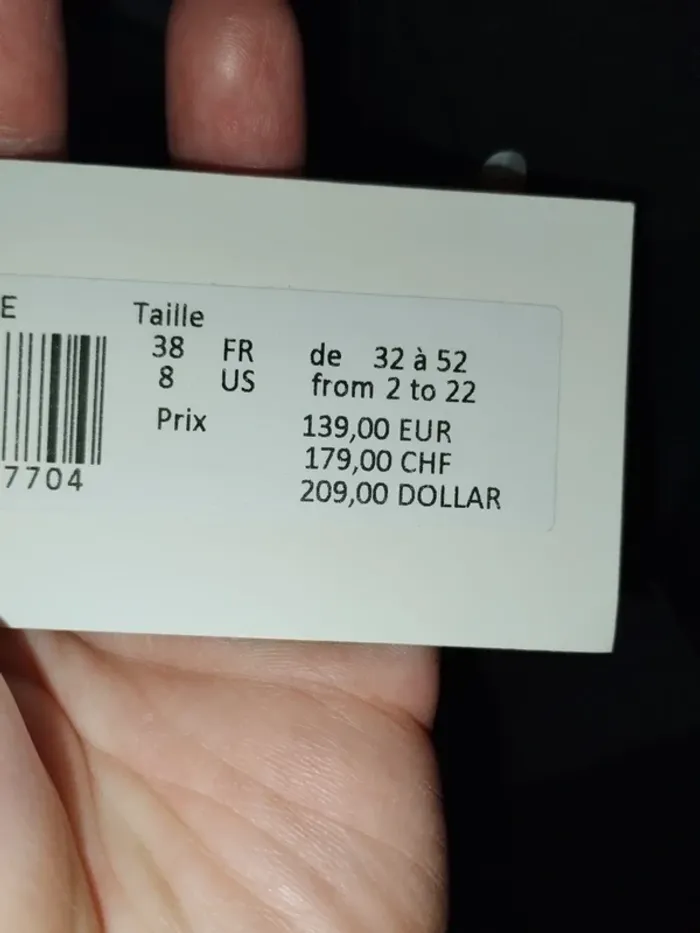 E
Taille
38 FR de 32 à 52
8 US from 2 to 22
Prix 139,00 EUR
179,00 CHF
209,00 DOLLAR
7704